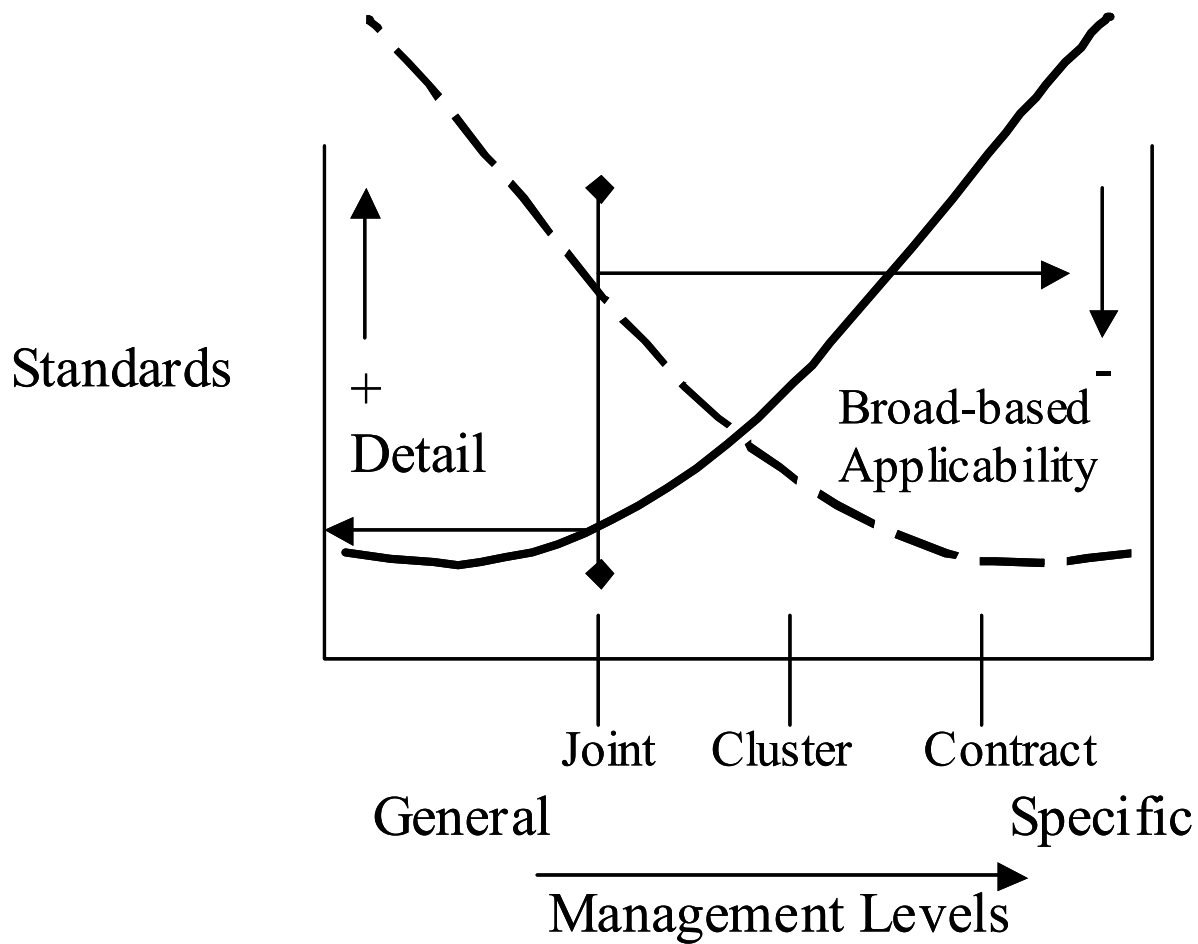 Standards
+
Detail
-
Broad-based
Applicability
Joint Cluster Contract
General Specific
Management Levels